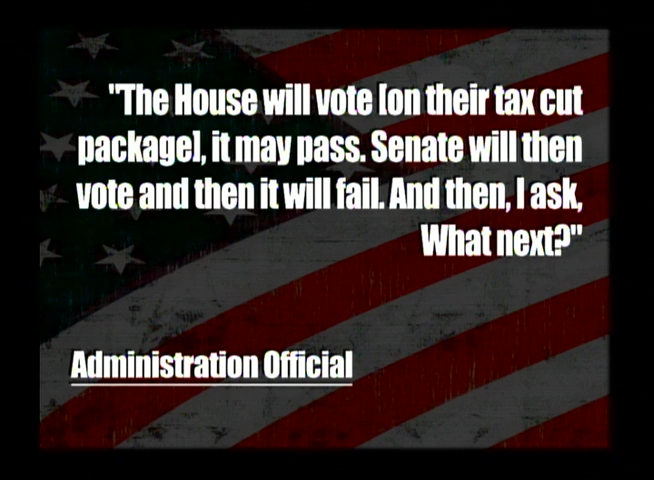 "The House will vote [on their tax cut
package], it may pass. Senate will then
vote and then it will fail. And then, I ask,
What next?"
Administration Official